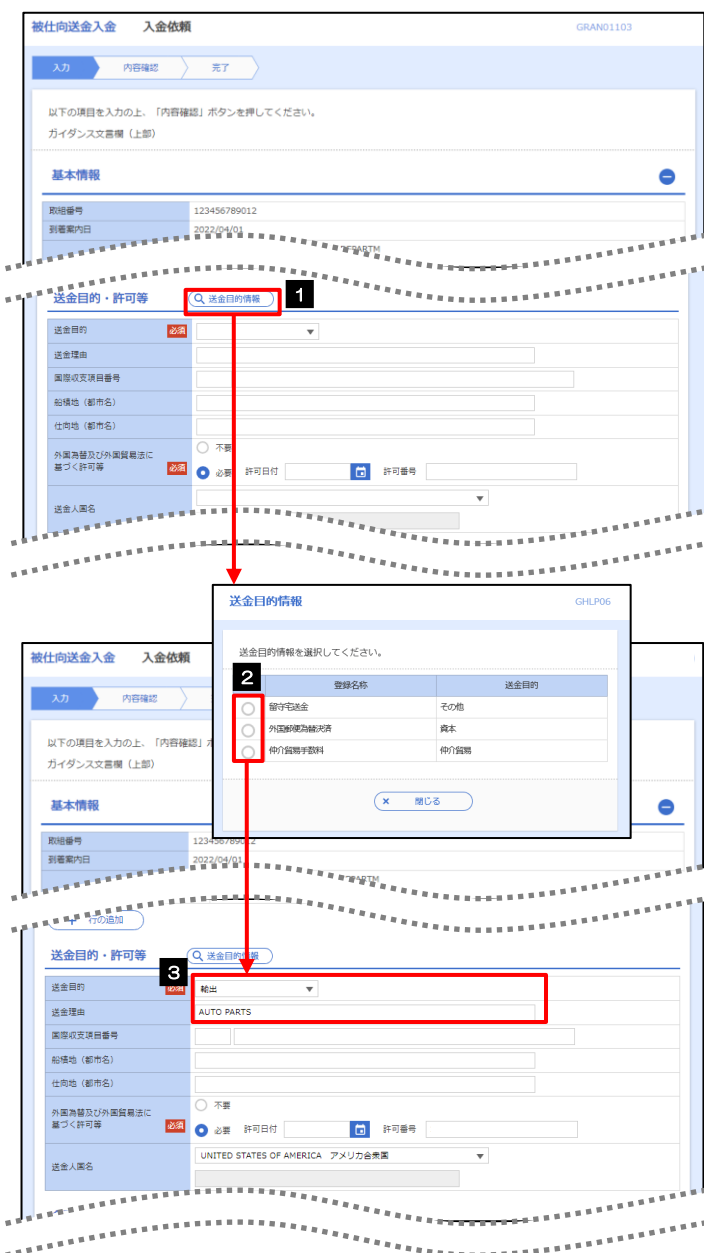 被仕向送金入金 入金依頼 GRAN01103
入力 内容確認 完了
以下の項目を入力の上、「内容確認」ボタンを押してください。
ガイダンス文言欄（上部）
基本情報
取組番号 123456789012
到着案内日 2022/04/01
送金目的・許可等 送金目的情報 1
送金目的 必須
送金理由
国際収支項目番号
船積地（都市名）
仕向地（都市名）
外国為替及び外国貿易法に
基づく許可等 必須
不要
必要 許可日付 許可番号
送金人国名
送金目的情報 GHLP06
送金目的情報を選択してください。
2
登録名称 送金目的
留守宅送金 その他
外国郵便為替決済 資本
仲介貿易手数料 仲介貿易
× 閉じる
被仕向送金入金 入金依頼
入力 内容確認
以下の項目を入力の上、「内容確認」
ガイダンス文言欄（上部）
基本情報
取組番号 123456789012
到着案内日 2022/04/01
+ 行の追加
送金目的・許可等 送金目的情報
3
送金目的 必須 輸出
送金理由 AUTO PARTS
国際収支項目番号
船積地（都市名）
仕向地（都市名）
外国為替及び外国貿易法に
基づく許可等 必須
不要
必要 許可日付 許可番号
送金人国名 UNITED STATES OF AMERICA アメリカ合衆国